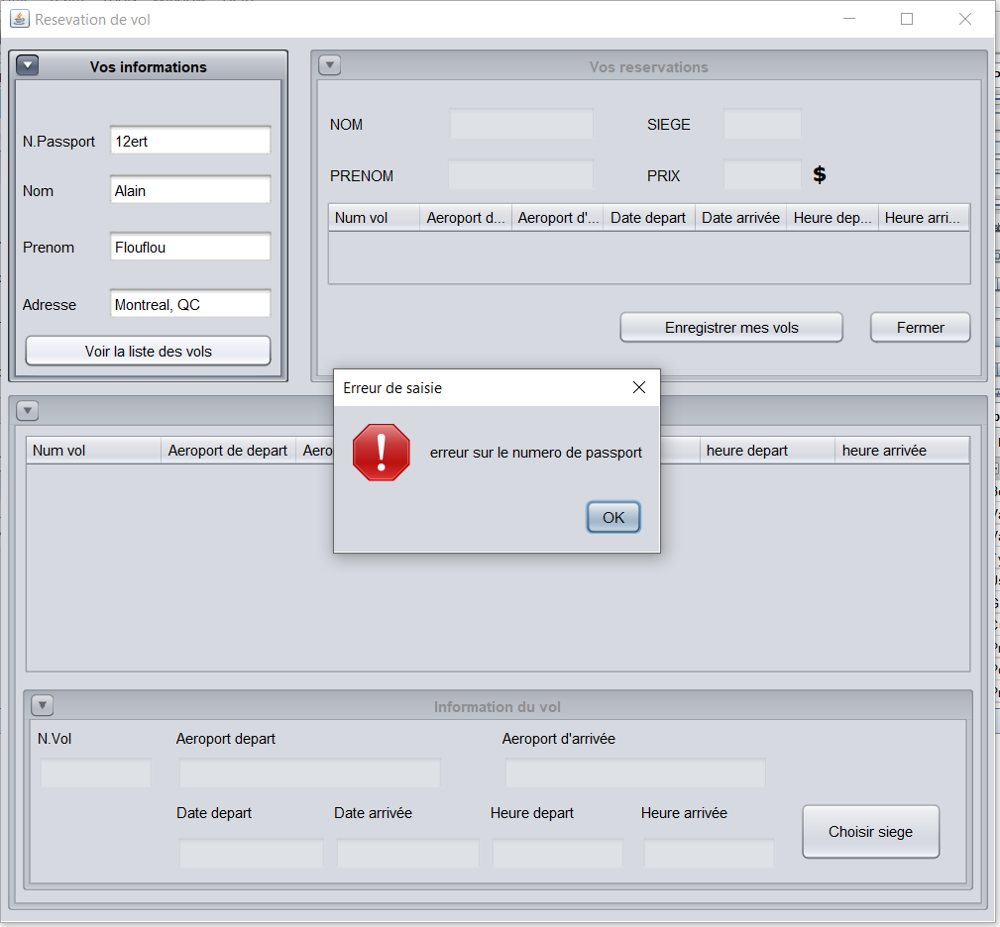 Resevation de vol
Vos informations
N.Passport 12ert
Nom Alain
Prenom Flouflou
Adresse Montreal, QC
Voir la liste des vols
Vos reservations
NOM SIEGE
PRENOM PRIX $
Num vol Aeroport d... Aeroport d'... Date depart Date arrivée Heure dep... Heure arri...
Enregistrer mes vols Fermer
Erreur de saisie
erreur sur le numero de passport
OK
Num vol Aeroport de depart Aero heure depart heure arrivée
Information du vol
N.Vol Aeroport depart Aeroport d'arrivée
Date depart Date arrivée Heure depart Heure arrivée
Choisir siege